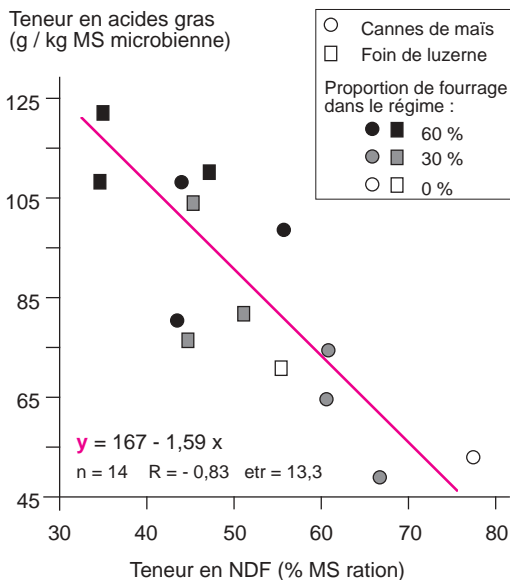 Teneur en acides gras
(g / kg MS microbienne)
Cannes de maïs
Foin de luzerne
Proportion de fourrage
dans le régime :
60 %
30 %
0 %
125
105
85
65
45
y = 167 - 1,59 x
n = 14 R = - 0,83 etr = 13,3
30 40 50 60 70 80
Teneur en NDF (% MS ration)